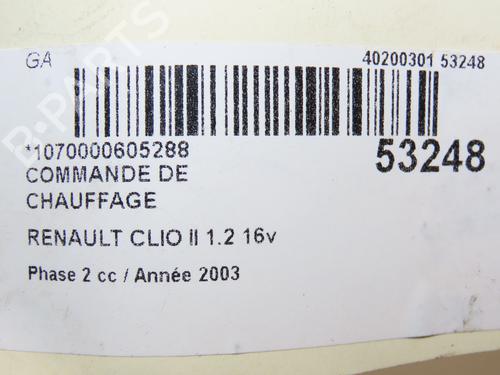 GA
40200301 53248
*1070000605288
53248
COMMANDE DE
CHAUFFAGE
RENAULT CLIO II 1.2 16v
Phase 2 cc / Année 2003
B-PARTS